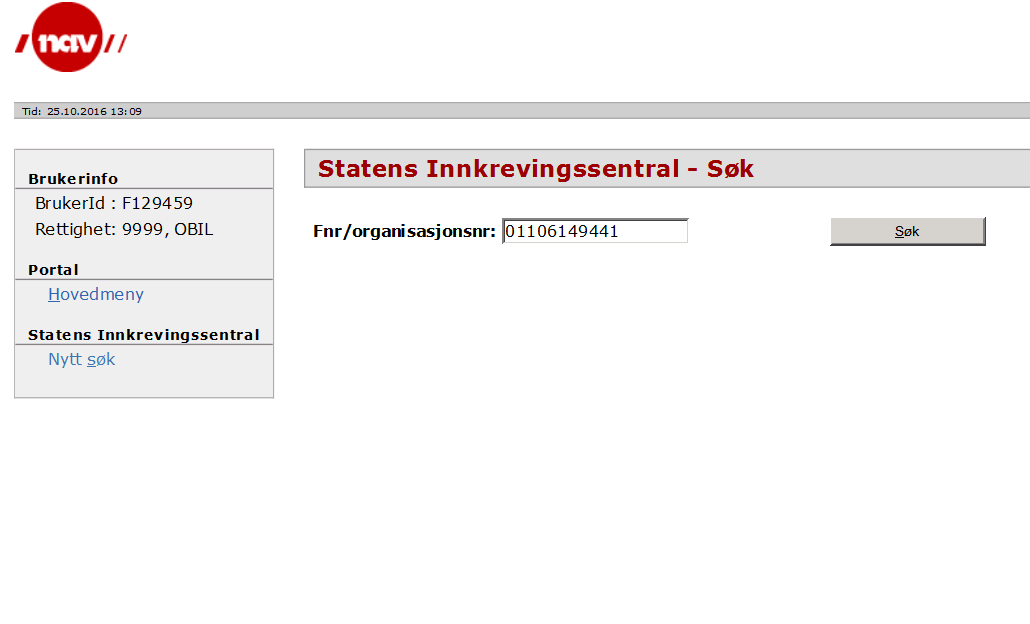 nav
Tid: 25.10.2016 13:09
Brukerinfo
BrukerId : F129459
Rettighet: 9999, OBIL
Portal
Hovedmeny
Statens Innkrevingssentral
Nytt søk
Statens Innkrevingssentral - Søk
Fnr/organisasjonsnr: 01106149441
Søk